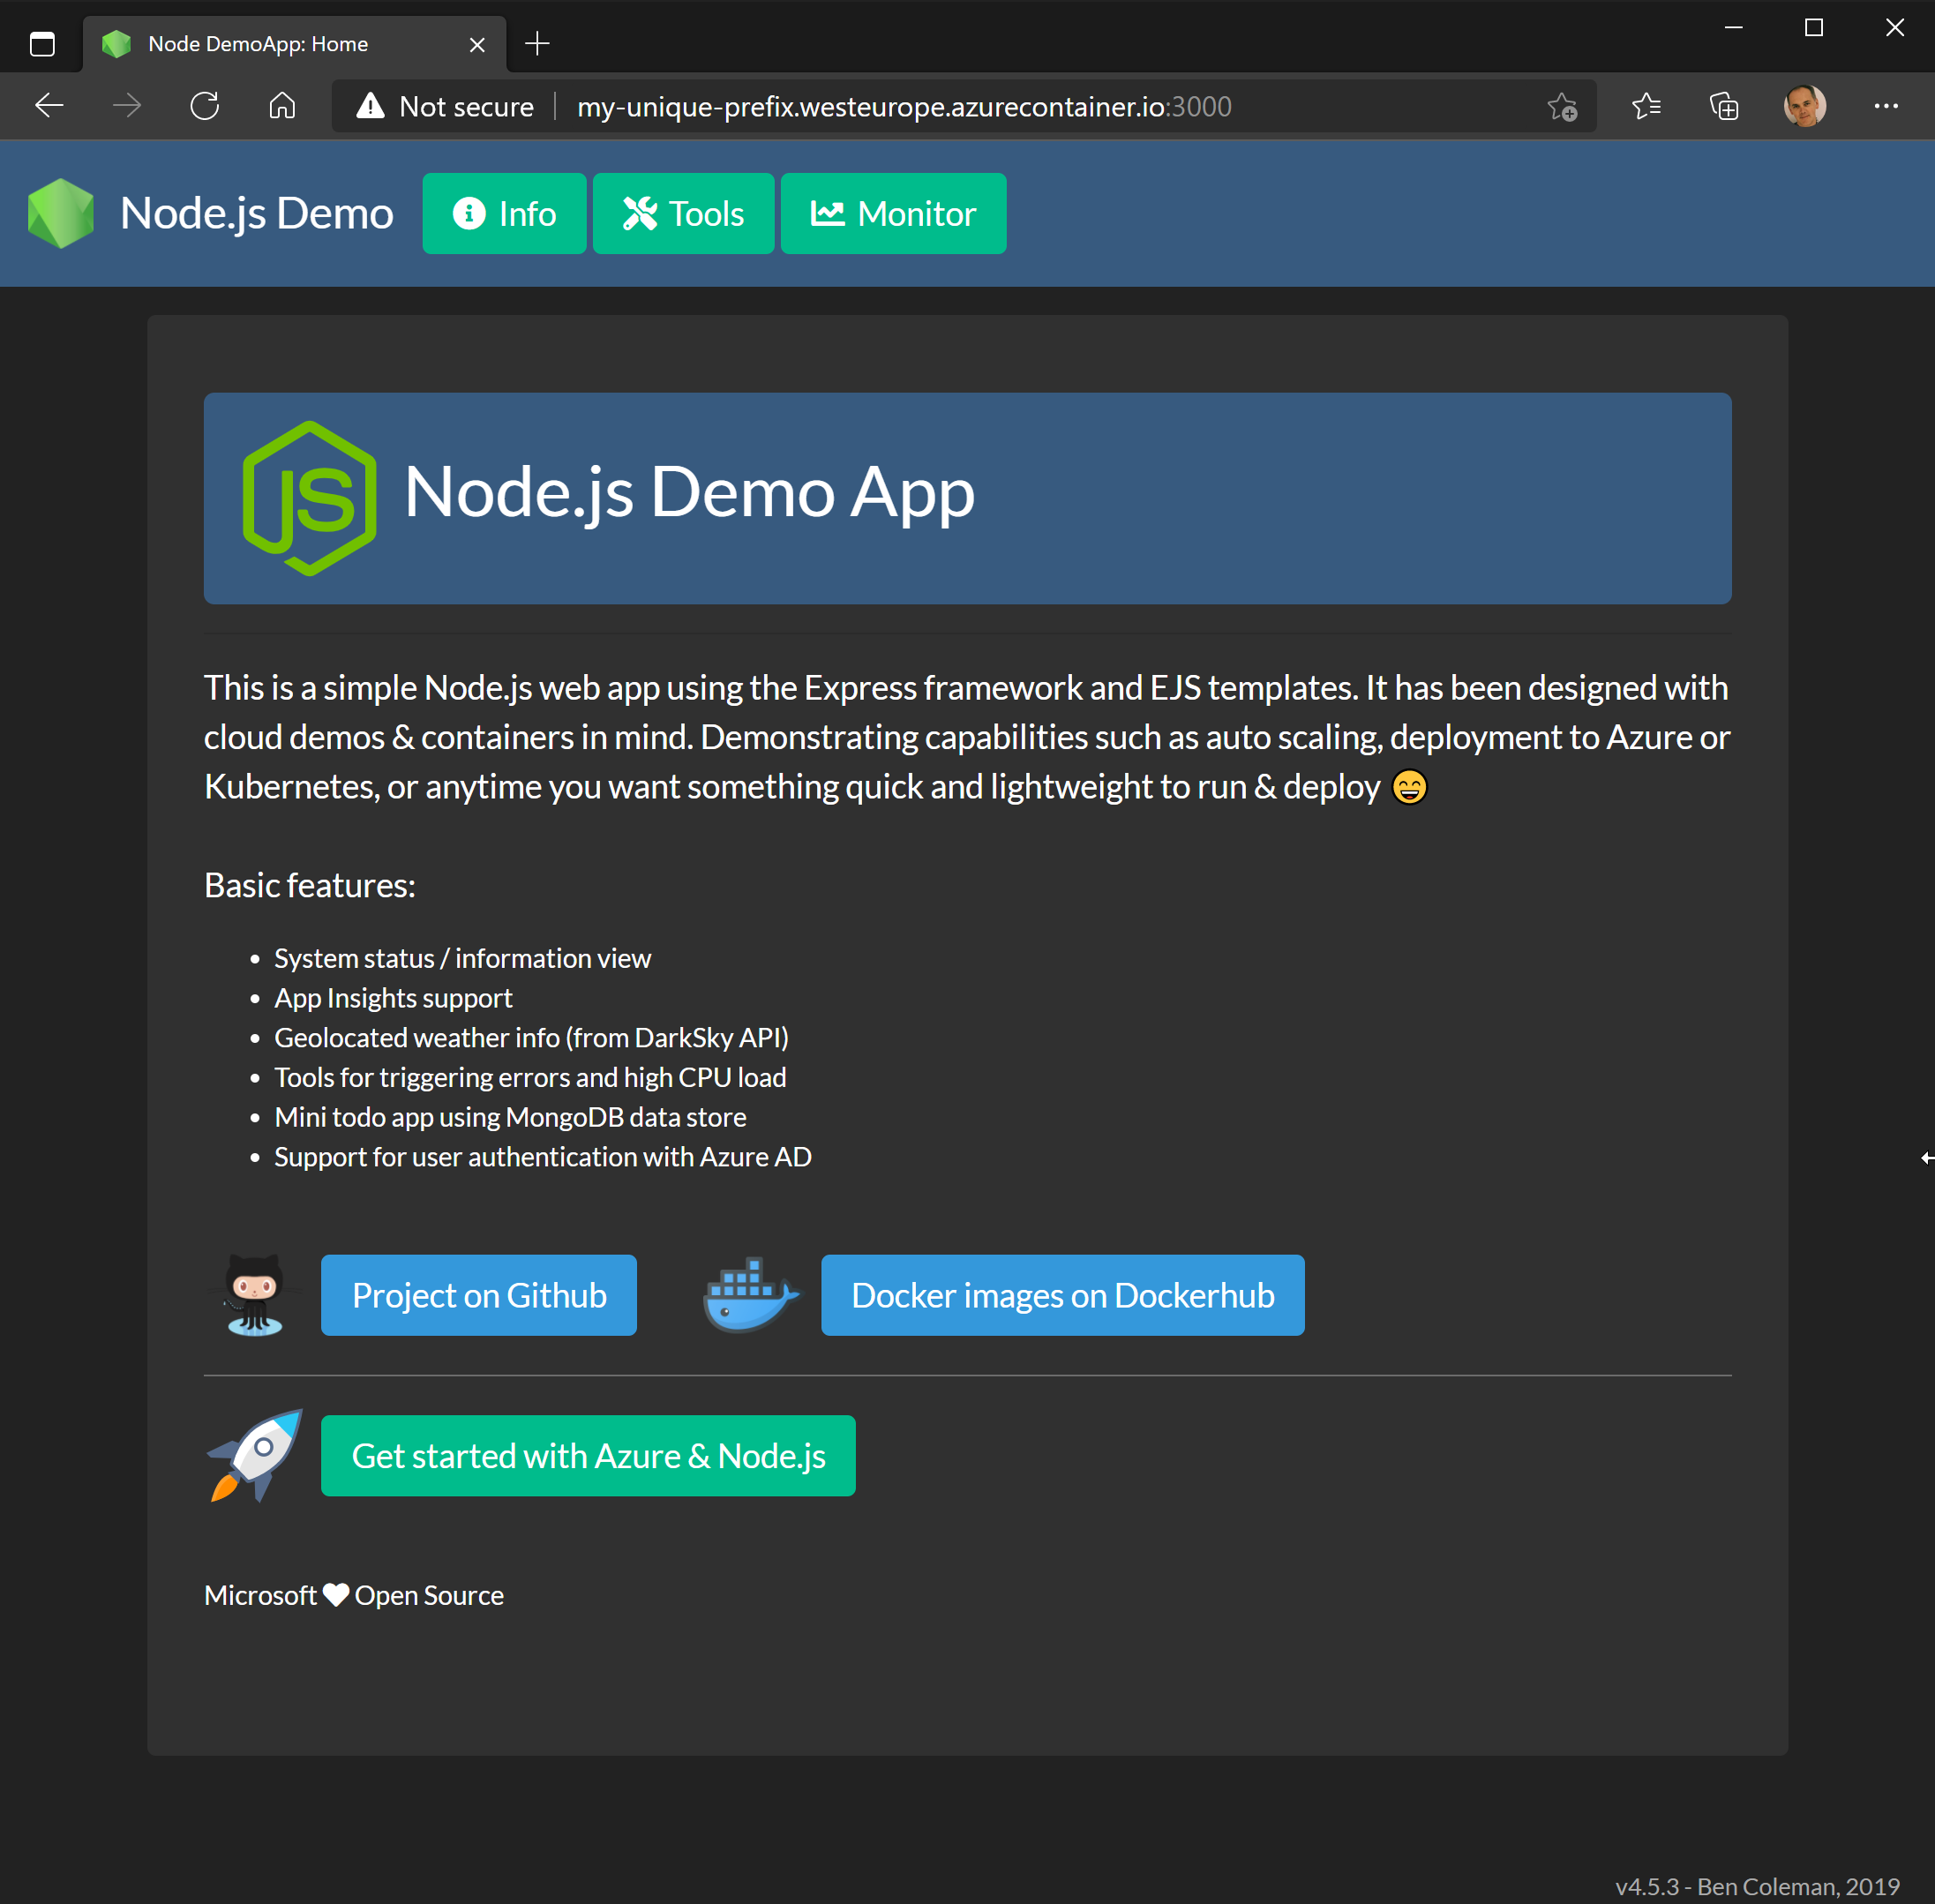 Node DemoApp: Home
Not secure my-unique-prefix.westeurope.azurecontainer.io:3000
Node.js Demo Info Tools Monitor
JS Node.js Demo App
This is a simple Node.js web app using the Express framework and EJS templates. It has been designed with
cloud demos & containers in mind. Demonstrating capabilities such as auto scaling, deployment to Azure or
Kubernetes, or anytime you want something quick and lightweight to run & deploy 😄
Basic features:
• System status / information view
• App Insights support
• Geolocated weather info (from DarkSky API)
• Tools for triggering errors and high CPU load
• Mini todo app using MongoDB data store
• Support for user authentication with Azure AD
Project on Github Docker images on Dockerhub
Get started with Azure & Node.js
Microsoft ♥ Open Source
v4.5.3 - Ben Coleman, 2019